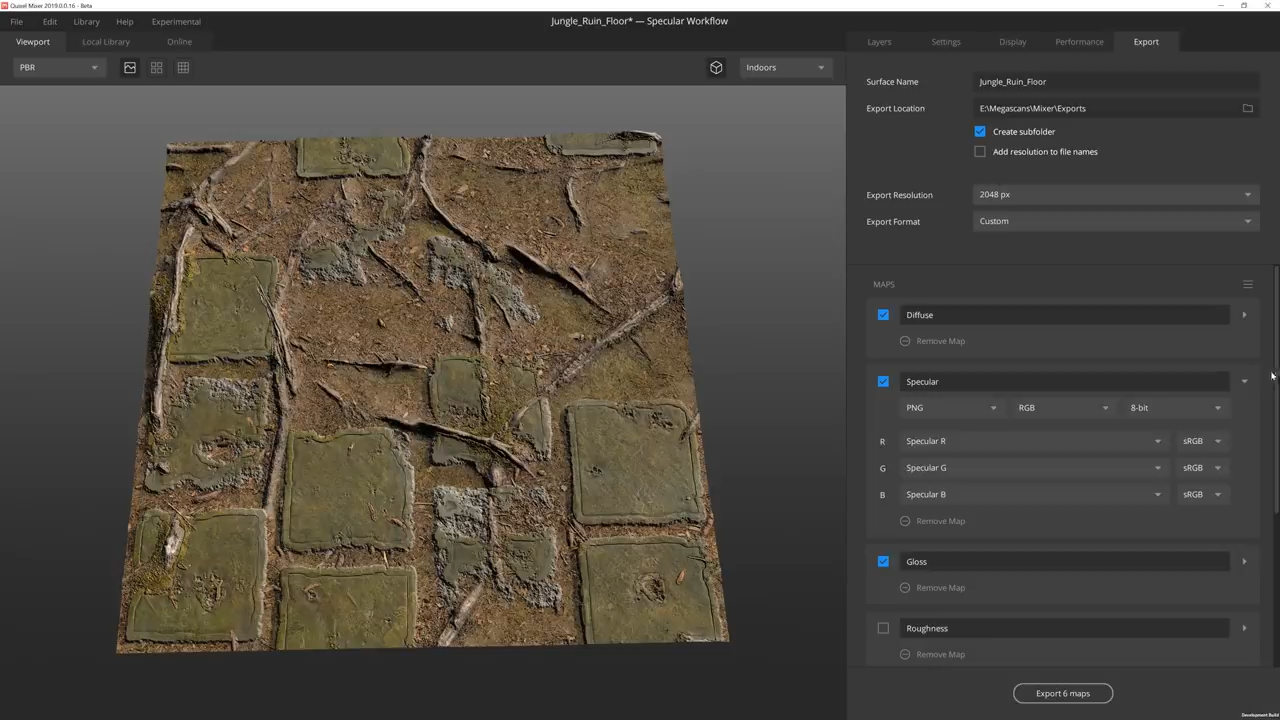 Quixel Mixer 2019.0.0.16 - Beta
File Edit Library Help Experimental
Jungle_Ruin_Floor* — Specular Workflow
Viewport Local Library Online
Layers Settings Display Performance Export
PBR
Indoors
Surface Name Jungle_Ruin_Floor
Export Location E:\Megascans\Mixer\Exports
Create subfolder
Add resolution to file names
Export Resolution 2048 px
Export Format Custom
MAPS
Diffuse
Remove Map
Specular
PNG RGB 8-bit
R Specular R sRGB
G Specular G sRGB
B Specular B sRGB
Remove Map
Gloss
Remove Map
Roughness
Remove Map
Export 6 maps
Development Build